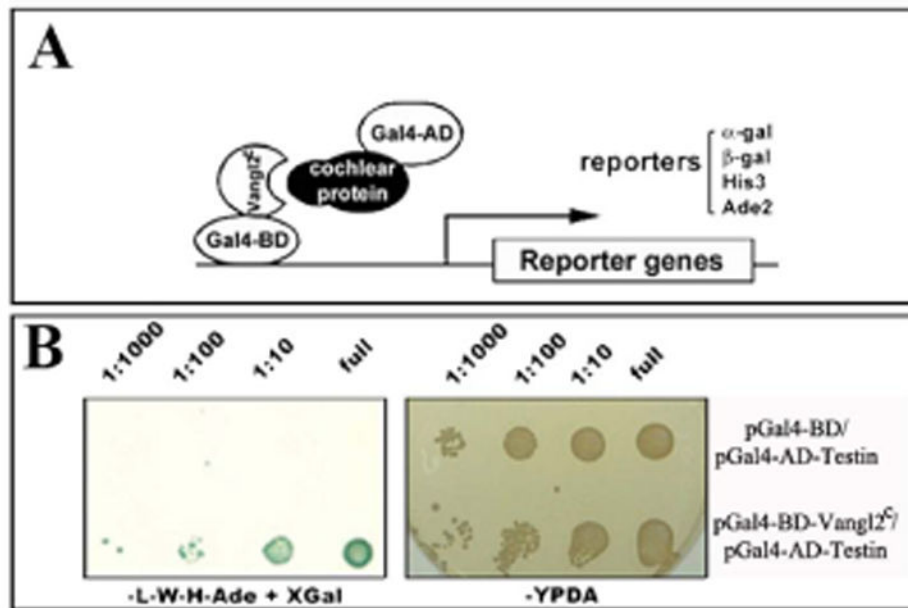 A
Gal4-AD
Vangl2c
cochlear
protein
Gal4-BD
reporters
α-gal
β-gal
His3
Ade2
Reporter genes
B
1:1000 1:100 1:10 full
1:1000 1:100 1:10 full
pGal4-BD/
pGal4-AD-Testin
pGal4-BD-Vangl2c/
pGal4-AD-Testin
-L-W-H-Ade + XGal
-YPDA